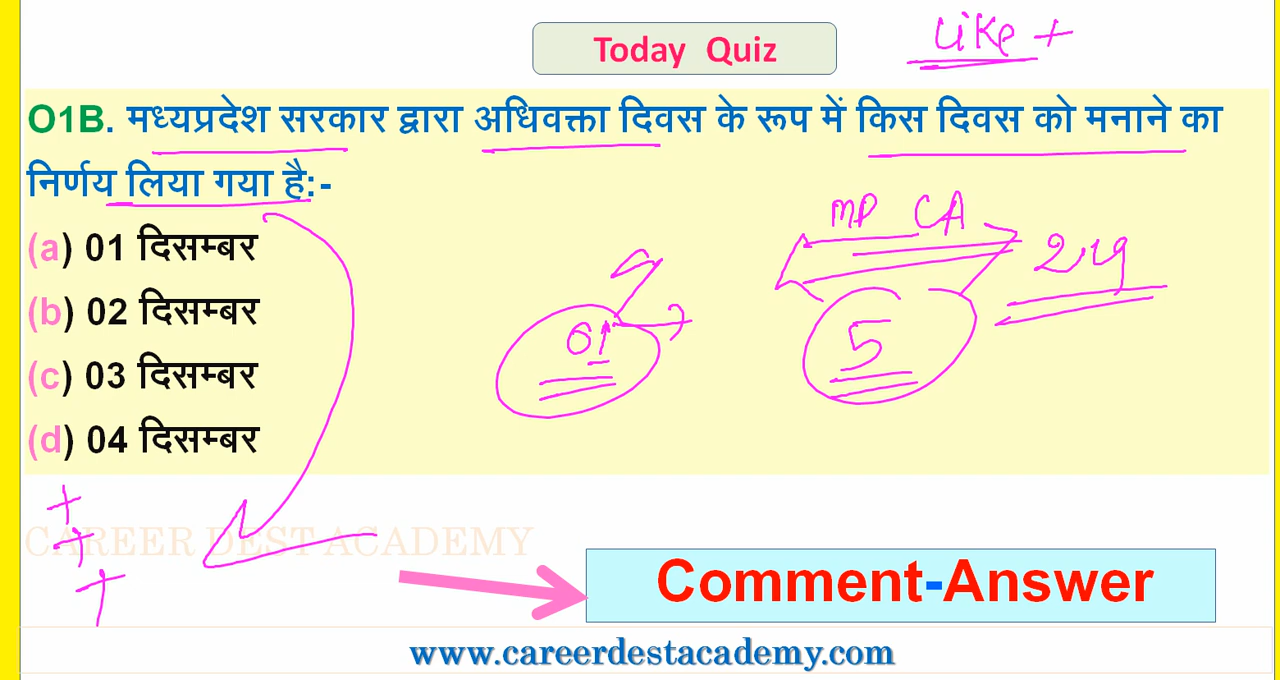 Like +
Today Quiz
O1B. मध्यप्रदेश सरकार द्वारा अधिवक्ता दिवस के रूप में किस दिवस को मनाने का
निर्णय लिया गया है:-
MP CA
(a) 01 दिसम्बर
(b) 02 दिसम्बर
5
(c) 03 दिसम्बर
(d) 04 दिसम्बर
CAREER DEST ACADEMY
Comment-Answer
www.careerdestacademy.com